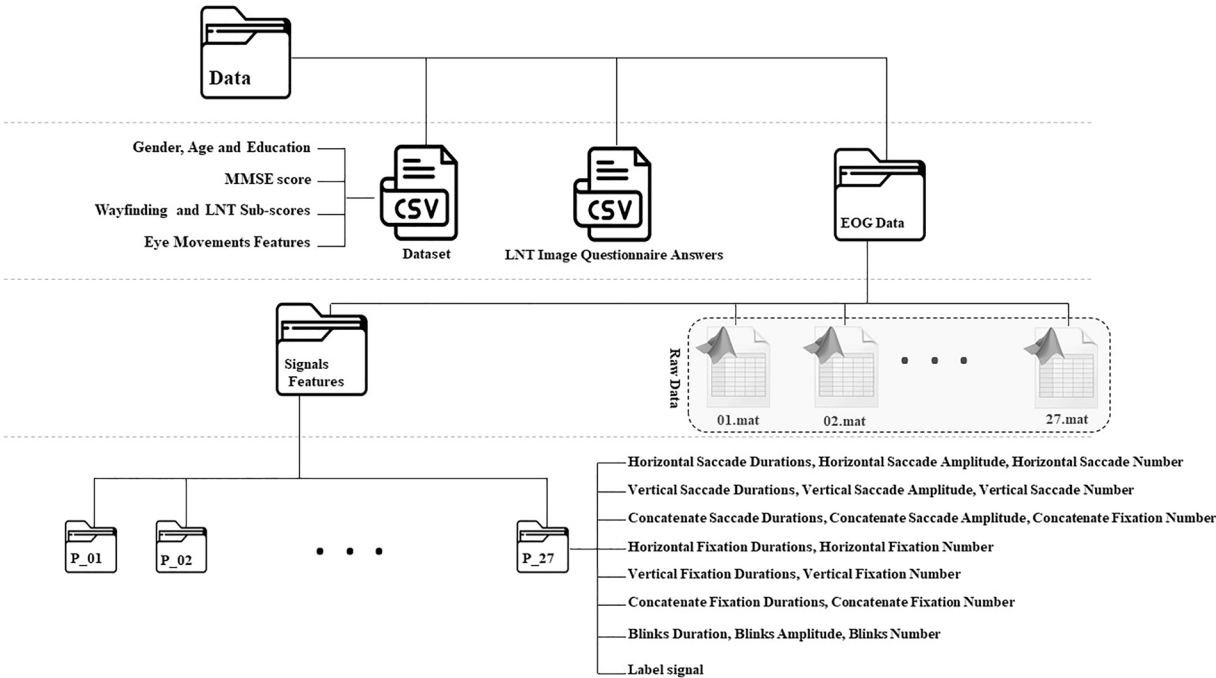 Data
Gender, Age and Education
MMSE score
Wayfinding and LNT Sub-scores
Eye Movements Features
CSV
Dataset
CSV
LNT Image Questionnaire Answers
EOG Data
Signals
Features
Raw Data
01.mat
02.mat
27.mat
P_01
P_02
P_27
Horizontal Saccade Durations, Horizontal Saccade Amplitude, Horizontal Saccade Number
Vertical Saccade Durations, Vertical Saccade Amplitude, Vertical Saccade Number
Concatenate Saccade Durations, Concatenate Saccade Amplitude, Concatenate Fixation Number
Horizontal Fixation Durations, Horizontal Fixation Number
Vertical Fixation Durations, Vertical Fixation Number
Concatenate Fixation Durations, Concatenate Fixation Number
Blinks Duration, Blinks Amplitude, Blinks Number
Label signal